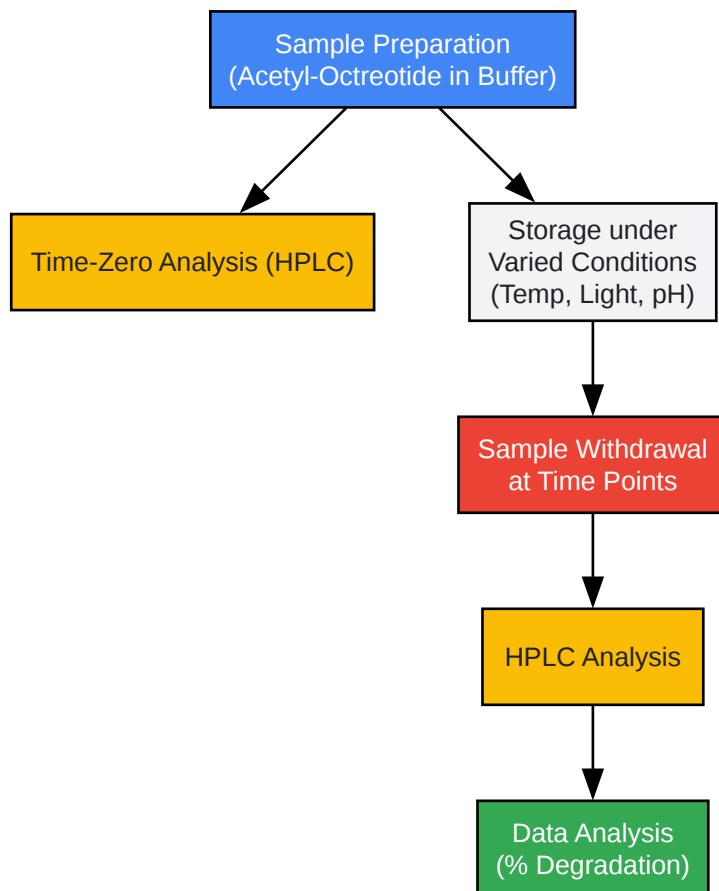 Sample Preparation
(Acetyl-Octreotide in Buffer)
Time-Zero Analysis (HPLC)
Storage under
Varied Conditions
(Temp, Light, pH)
Sample Withdrawal
at Time Points
HPLC Analysis
Data Analysis
(% Degradation)